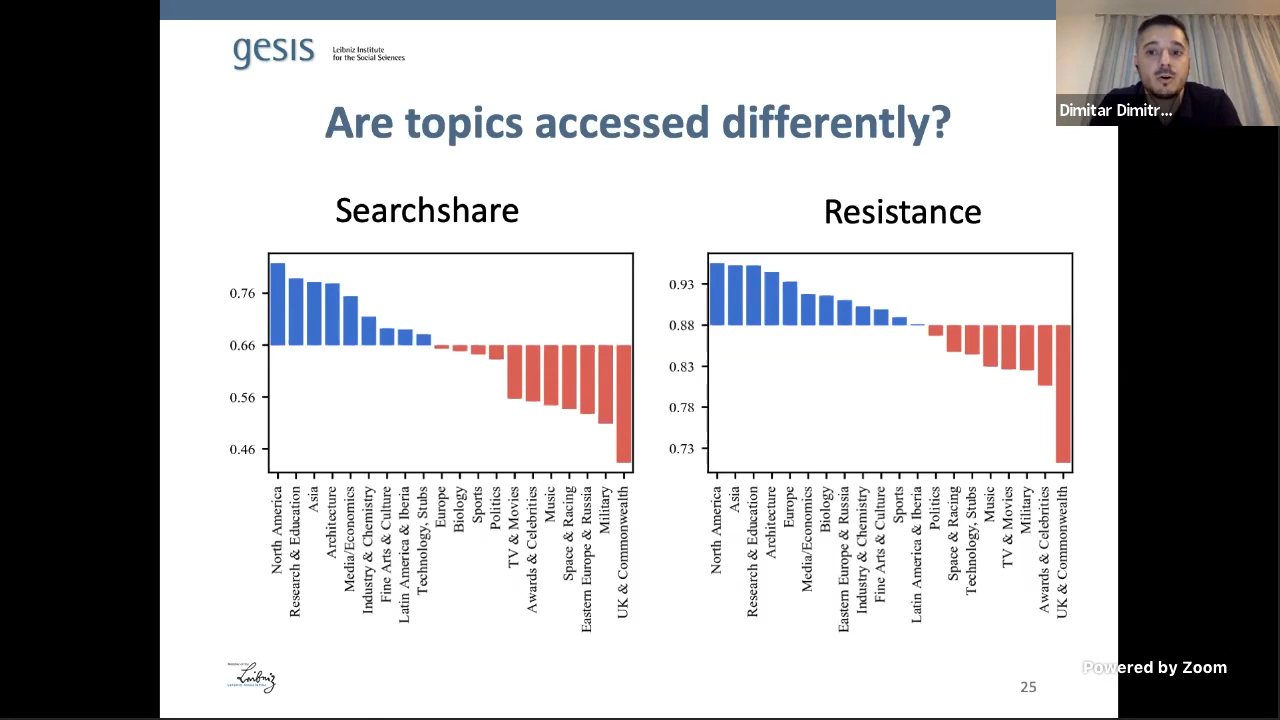 gesis
Leibniz Institute
for the Social Sciences
Dimitar Dimitr...
Are topics accessed differently?
Searchshare
Resistance
0.76
0.66
0.56
0.46
North America
Research & Education
Asia
Architecture
Media/Economics
Industry & Chemistry
Fine Arts & Culture
Latin America & Iberia
Technology, Stubs
Europe
Biology
Sports
Politics
TV & Movies
Awards & Celebrities
Music
Space & Racing
Eastern Europe & Russia
Military
UK & Commonwealth
0.93
0.88
0.83
0.78
0.73
North America
Asia
Research & Education
Architecture
Europe
Media/Economics
Biology
Eastern Europe & Russia
Industry & Chemistry
Fine Arts & Culture
Sports
Latin America & Iberia
Politics
Space & Racing
Technology, Stubs
Music
TV & Movies
Military
Awards & Celebrities
UK & Commonwealth
Member of the
Leibniz
Powered by Zoom
25